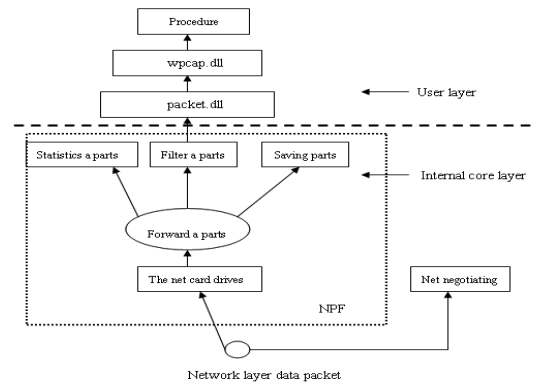 Procedure
wpcap.dll
packet.dll
User layer
Statistics a parts
Filter a parts
Saving parts
Internal core layer
Forward a parts
The net card drives
Net negotiating
NPF
Network layer data packet